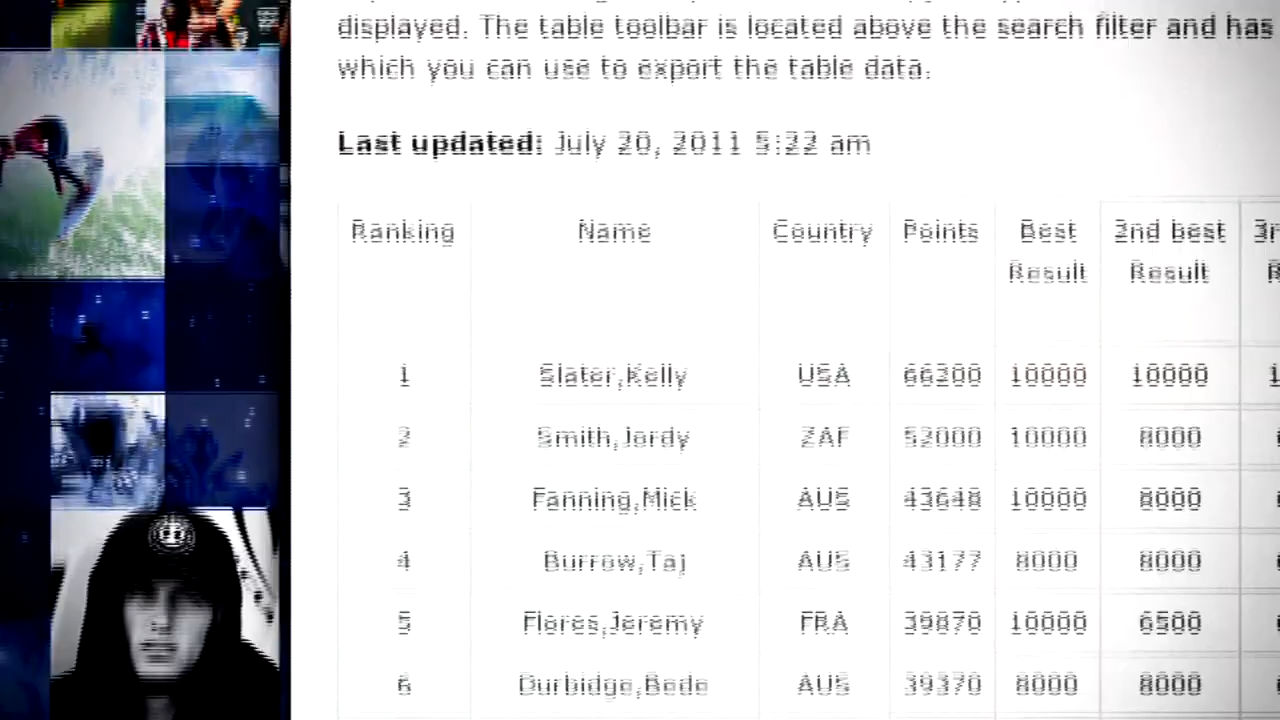 displayed. The table toolbar is located above the search filter and has
which you can use to export the table data.
Last updated: July 20, 2011 5:22 am
Ranking Name Country Points Best Result 2nd best Result
1 Slater,Kelly USA 66200 10000 10000
2 Smith,Jordy ZAF 52000 10000 8000
3 Fanning,Mick AUS 43648 10000 8000
4 Burrow,Taj AUS 43177 8000 8000
5 Flores,Jeremy FRA 39870 10000 6500
6 Durbidge,Bede AUS 39370 8000 8000